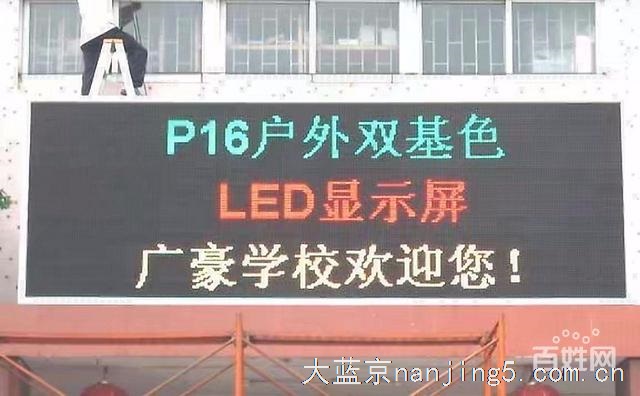 P16户外双基色
LED显示屏
广豪学校欢迎您!
百姓网
大蓝京nanjing5.com.cn